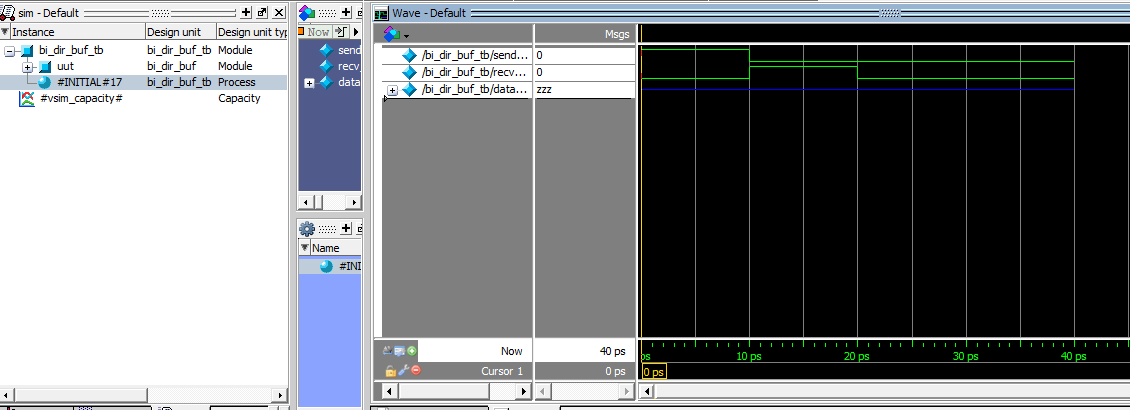 sim - Default
Instance Design unit Design unit typ
bi_dir_buf_tb bi_dir_buf_tb Module
uut bi_dir_buf Module
#INITIAL#17 bi_dir_buf_tb Process
#vsim_capacity# Capacity
Now
send
recv_
data
Name
#INI
Wave - Default
Msgs
/bi_dir_buf_tb/send... 0
/bi_dir_buf_tb/recv... 0
/bi_dir_buf_tb/data... zzz
Now 40 ps ps 10 ps 20 ps 30 ps 40 ps
Cursor 1 0 ps 0 ps